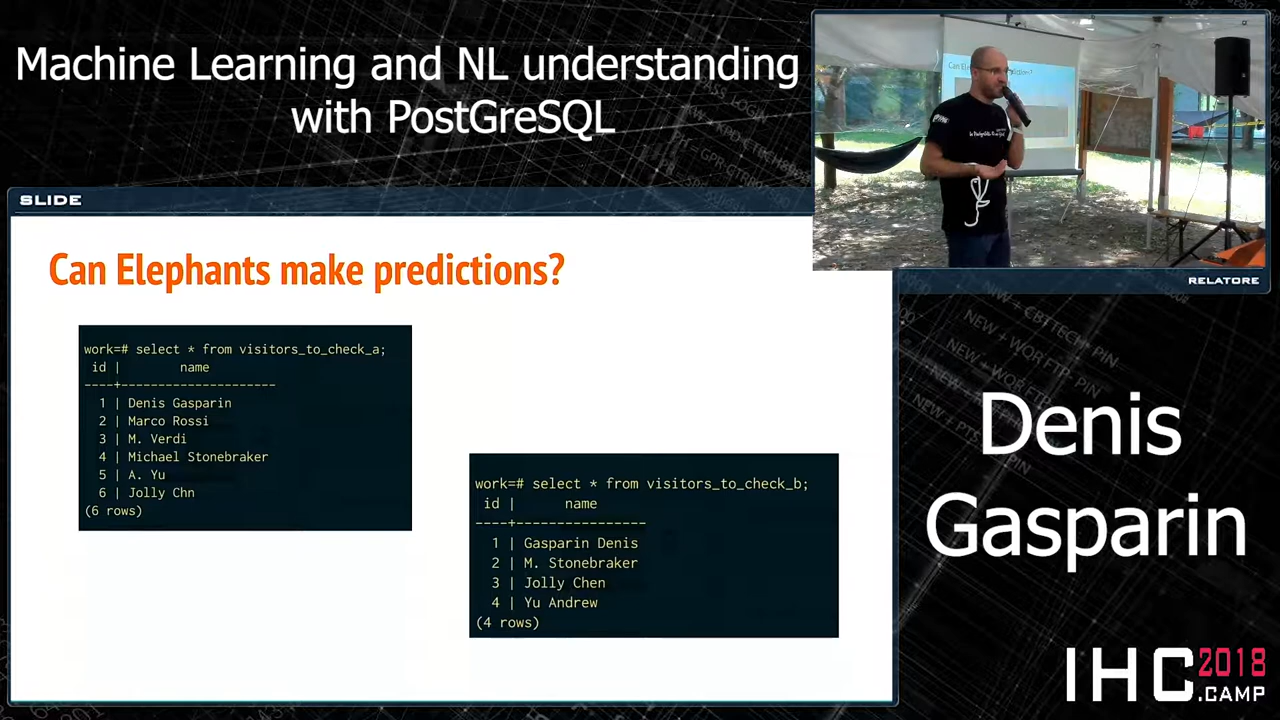 Machine Learning and NL understanding
with PostGreSQL
SLIDE
Can Elephants make predictions?
work=# select * from visitors_to_check_a;
id | name
----+---------------------
1 | Denis Gasparin
2 | Marco Rossi
3 | M. Verdi
4 | Michael Stonebraker
5 | A. Yu
6 | Jolly Chn
(6 rows)
work=# select * from visitors_to_check_b;
id | name
----+----------------
1 | Gasparin Denis
2 | M. Stonebraker
3 | Jolly Chen
4 | Yu Andrew
(4 rows)
RELATORE
Denis
Gasparin
IHC 2018
.CAMP